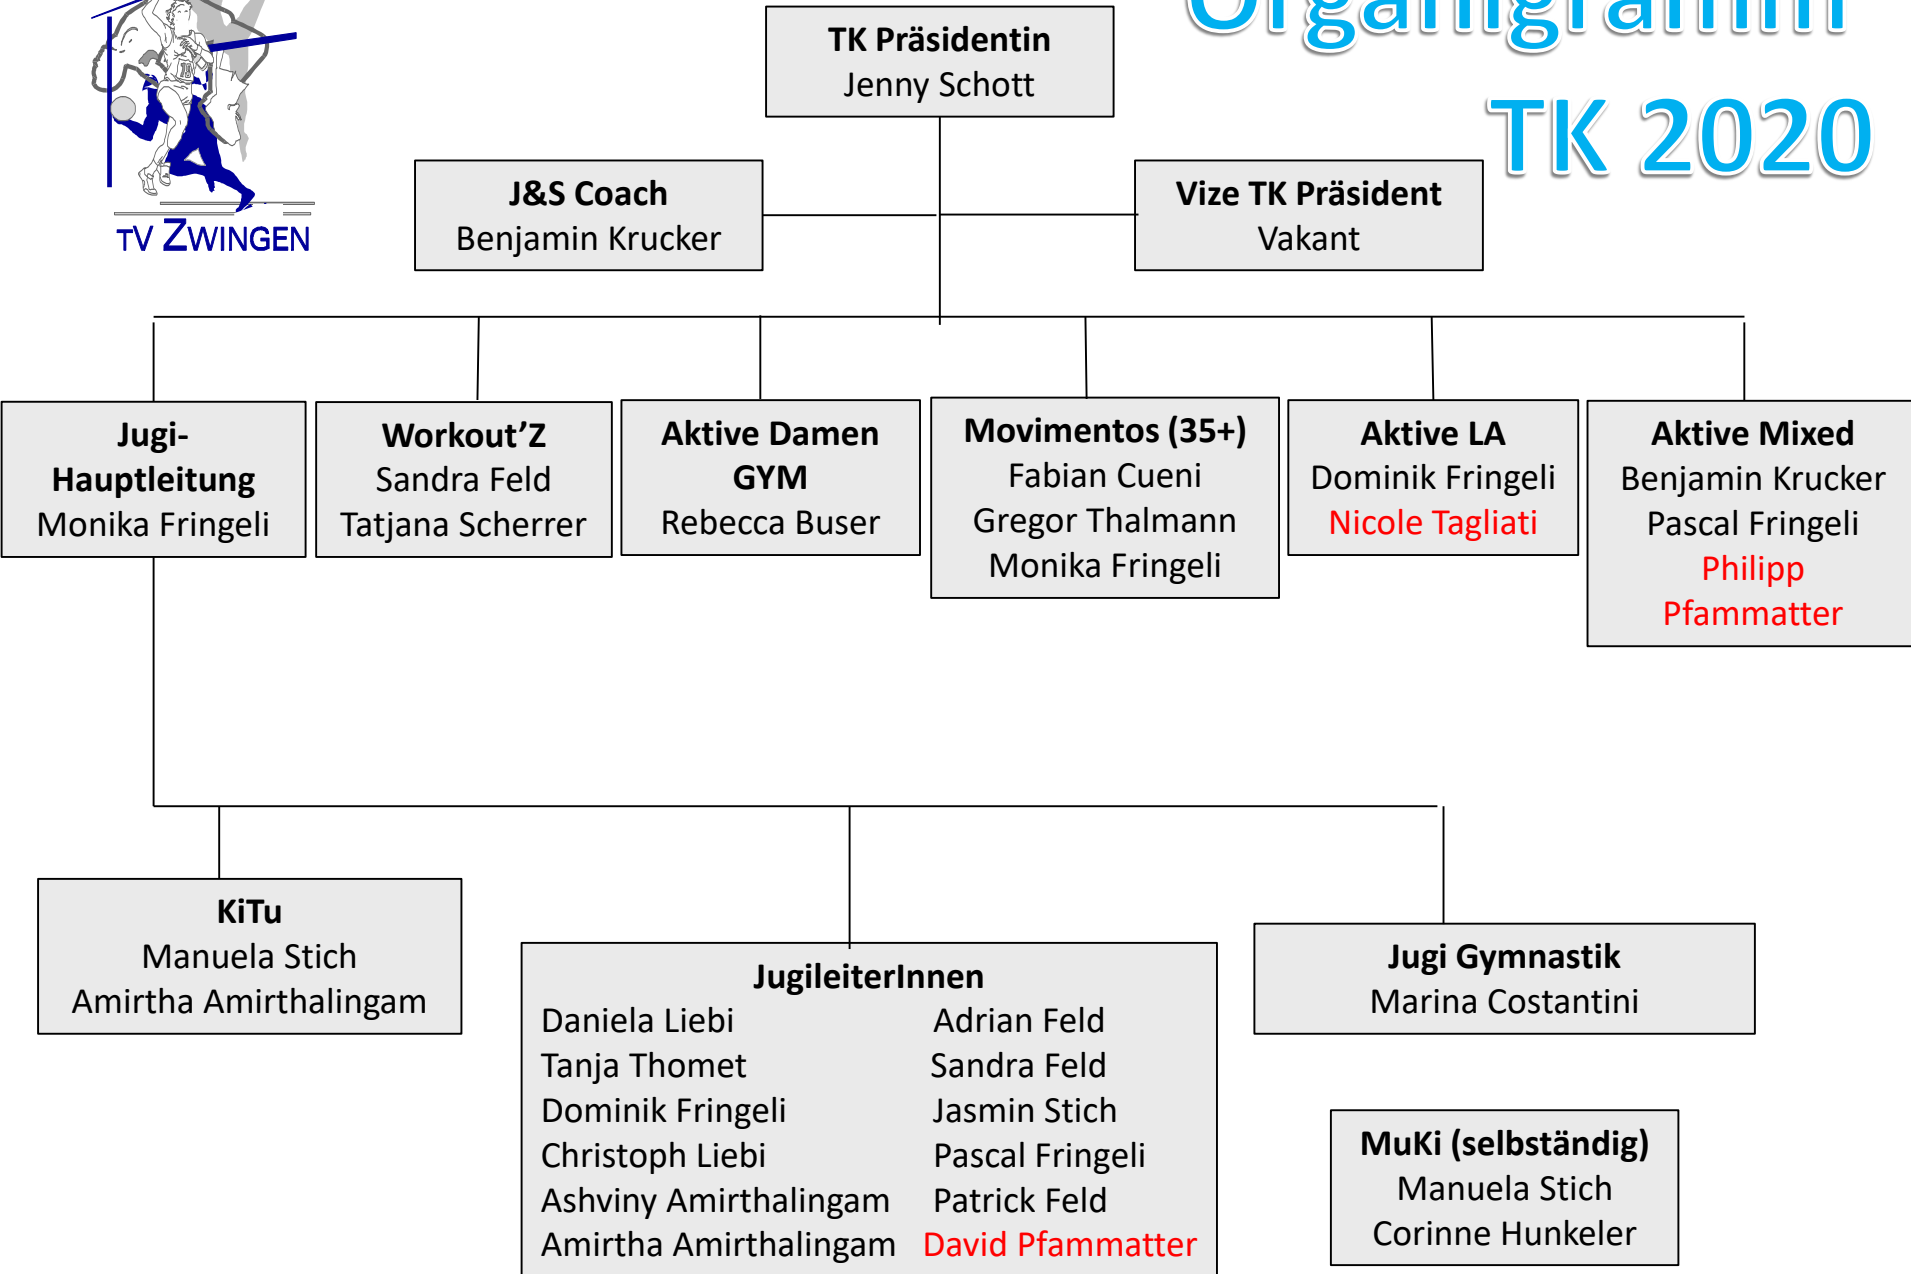 Organigramm
TK 2020
TV ZWINGEN
TK Präsidentin
Jenny Schott
J&S Coach
Benjamin Krucker
Vize TK Präsident
Vakant
Jugi-
Hauptleitung
Monika Fringeli
Workout’Z
Sandra Feld
Tatjana Scherrer
Aktive Damen
GYM
Rebecca Buser
Movimentos (35+)
Fabian Cueni
Gregor Thalmann
Monika Fringeli
Aktive LA
Dominik Fringeli
Nicole Tagliati
Aktive Mixed
Benjamin Krucker
Pascal Fringeli
Philipp
Pfammatter
KiTu
Manuela Stich
Amirtha Amirthalingam
JugileiterInnen
Daniela Liebi Adrian Feld
Tanja Thomet Sandra Feld
Dominik Fringeli Jasmin Stich
Christoph Liebi Pascal Fringeli
Ashviny Amirthalingam Patrick Feld
Amirtha Amirthalingam David Pfammatter
Jugi Gymnastik
Marina Costantini
MuKi (selbständig)
Manuela Stich
Corinne Hunkeler